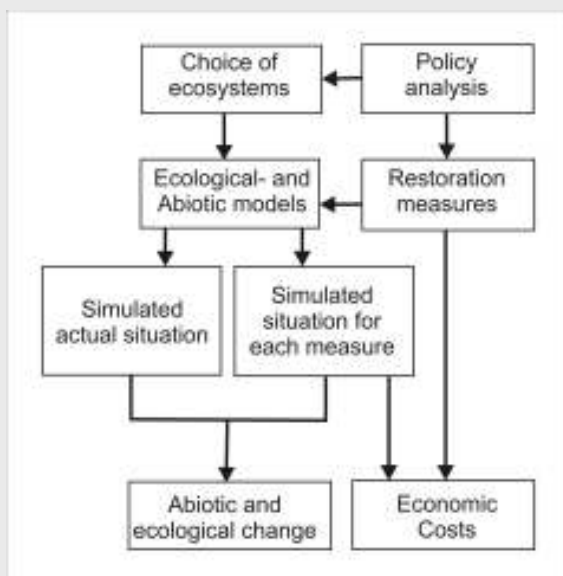 Choice of
ecosystems
Policy
analysis
Ecological- and
Abiotic models
Restoration
measures
Simulated
actual situation
Simulated
situation for
each measure
Abiotic and
ecological change
Economic
Costs